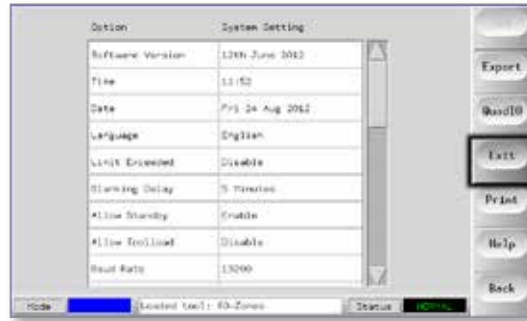 Option System Setting
Software Version 12th June 2012
Time 11:52
Date Fri 24 Aug 2012
Language English
Limit Exceeded Disable
Blanking Delay 5 Minutes
Allow Standby Enable
Allow Toolload Disable
Baud Rate 19200
Export
QuadIO
Exit
Print
Help
Back
Mode Loaded tool: RD-Zones Status NORMAL